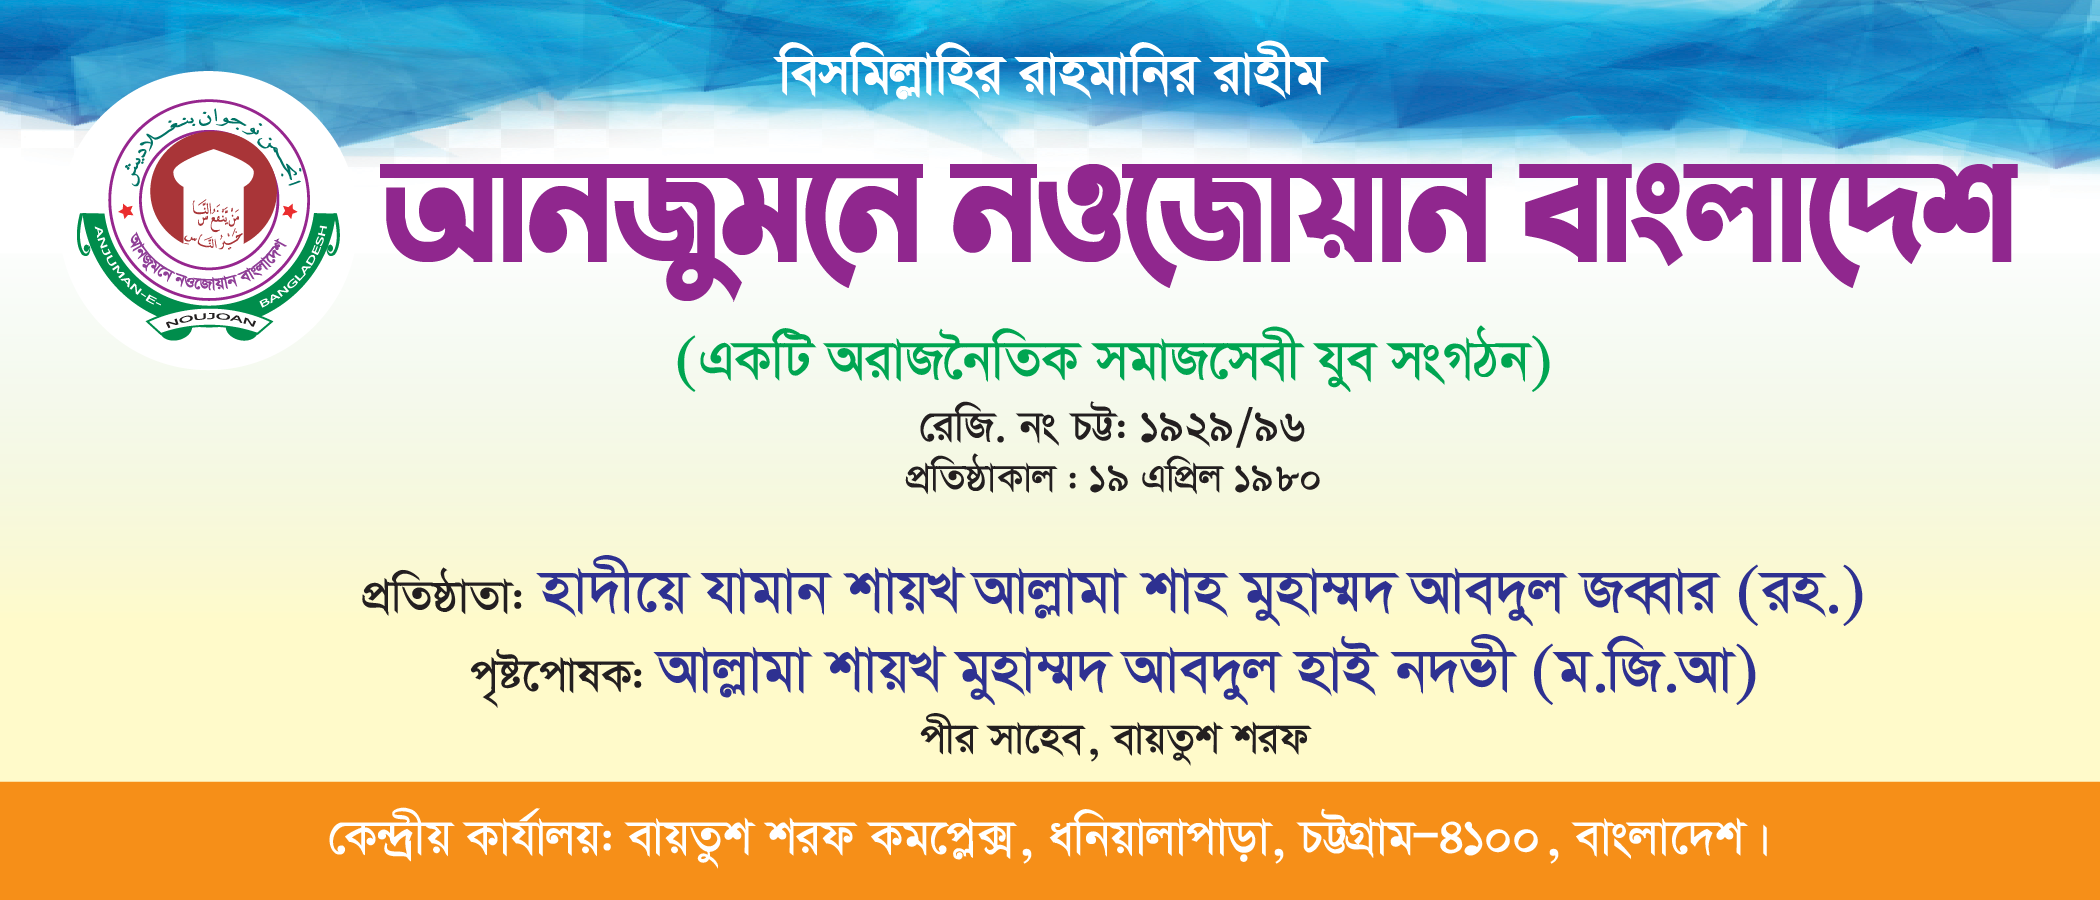 বিসমিল্লাহির রাহমানির রাহীম
انجمن نوجوان بنغلاديش
আনজুমনে নওজোয়ান বাংলাদেশ
ANJUMAN-E-
NOUJOAN
BANGLADESH
আনজুমনে নওজোয়ান বাংলাদেশ
(একটি অরাজনৈতিক সমাজসেবী যুব সংগঠন)
রেজি. নং চট্ট: ১৯২৯/৯৬
প্রতিষ্ঠাকাল : ১৯ এপ্রিল ১৯৮০
প্রতিষ্ঠাতা: হাদীয়ে যামান শায়খ আল্লামা শাহ মুহাম্মদ আবদুল জব্বার (রহ.)
পৃষ্টপোষক: আল্লামা শায়খ মুহাম্মদ আবদুল হাই নদভী (ম.জি.আ)
পীর সাহেব, বায়তুশ শরফ
কেন্দ্রীয় কার্যালয়: বায়তুশ শরফ কমপ্লেক্স, ধনিয়ালাপাড়া, চট্টগ্রাম-৪১০০, বাংলাদেশ।